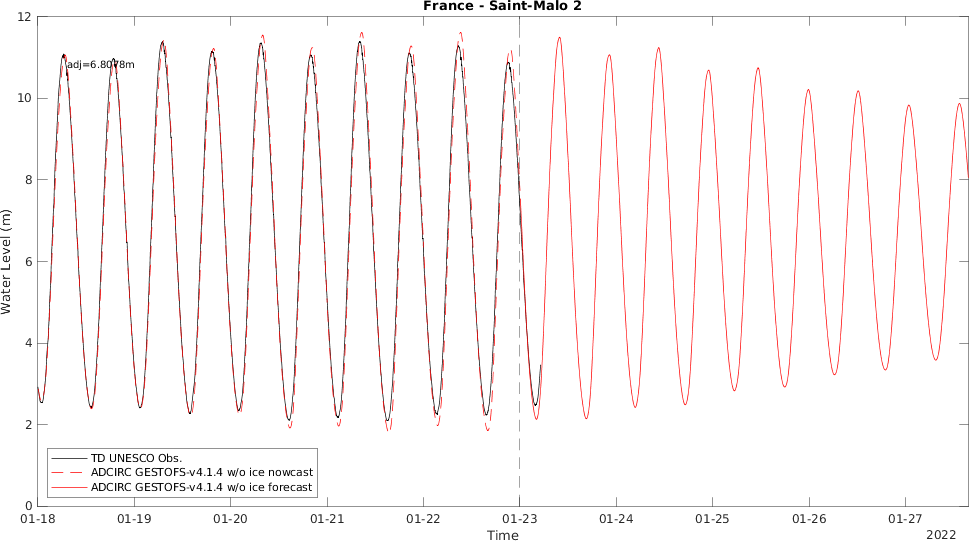 France - Saint-Malo 2
12
10
8
6
4
2
0
Water Level (m)
adj=6.8078m
TD UNESCO Obs.
ADCIRC GESTOFS-v4.1.4 w/o ice nowcast
ADCIRC GESTOFS-v4.1.4 w/o ice forecast
01-18 01-19 01-20 01-21 01-22 01-23 01-24 01-25 01-26 01-27
Time
2022